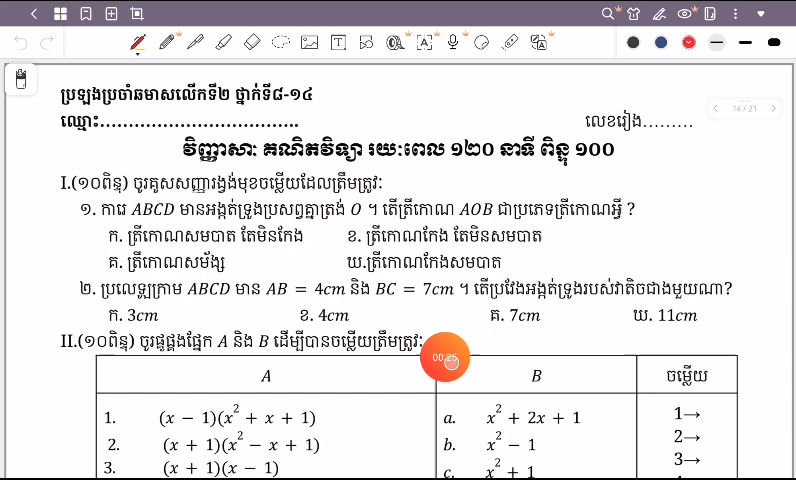 14 / 21
ប្រឡងប្រចាំឆមាសលើកទី២ ថ្នាក់ទី៨-១៤
ឈ្មោះ................................. លេខរៀង.........
វិញ្ញាសា: គណិតវិទ្យា រយ:ពេល ១២០ នាទី ពិន្ទុ ១00
I.(១០ពិន្ទុ) ចូរគូសសញ្ញារង្វង់មុខចម្លើយដែលត្រឹមត្រូវ:
១. ការេ ABCD មានអង្កត់ទ្រូងប្រសព្វគ្នាត្រង់ O ។ តើត្រីកោណ AOB ជាប្រភេទត្រីកោណអ្វី ?
ក. ត្រីកោណសមបាត តែមិនកែង ខ. ត្រីកោណកែង តែមិនសមបាត
គ. ត្រីកោណសម័ង្ស ឃ.ត្រីកោណកែងសមបាត
២. ប្រលេឡូក្រាម ABCD មាន AB = 4cm និង BC = 7cm ។ តើប្រវែងអង្កត់ទ្រូងរបស់វាតិចជាងមួយណា?
ក. 3cm ខ. 4cm គ. 7cm ឃ. 11cm
II.(១០ពិន្ទុ) ចូរផ្គូផ្គងផ្នែក A និង B ដើម្បីបានចម្លើយត្រឹមត្រូវ:
00:25
A B ចម្លើយ
1. (x − 1)(x² + x + 1) a. x² + 2x + 1 1→
2. (x + 1)(x² − x + 1) b. x² − 1 2→
3. (x + 1)(x − 1) c. x² + 1 3→